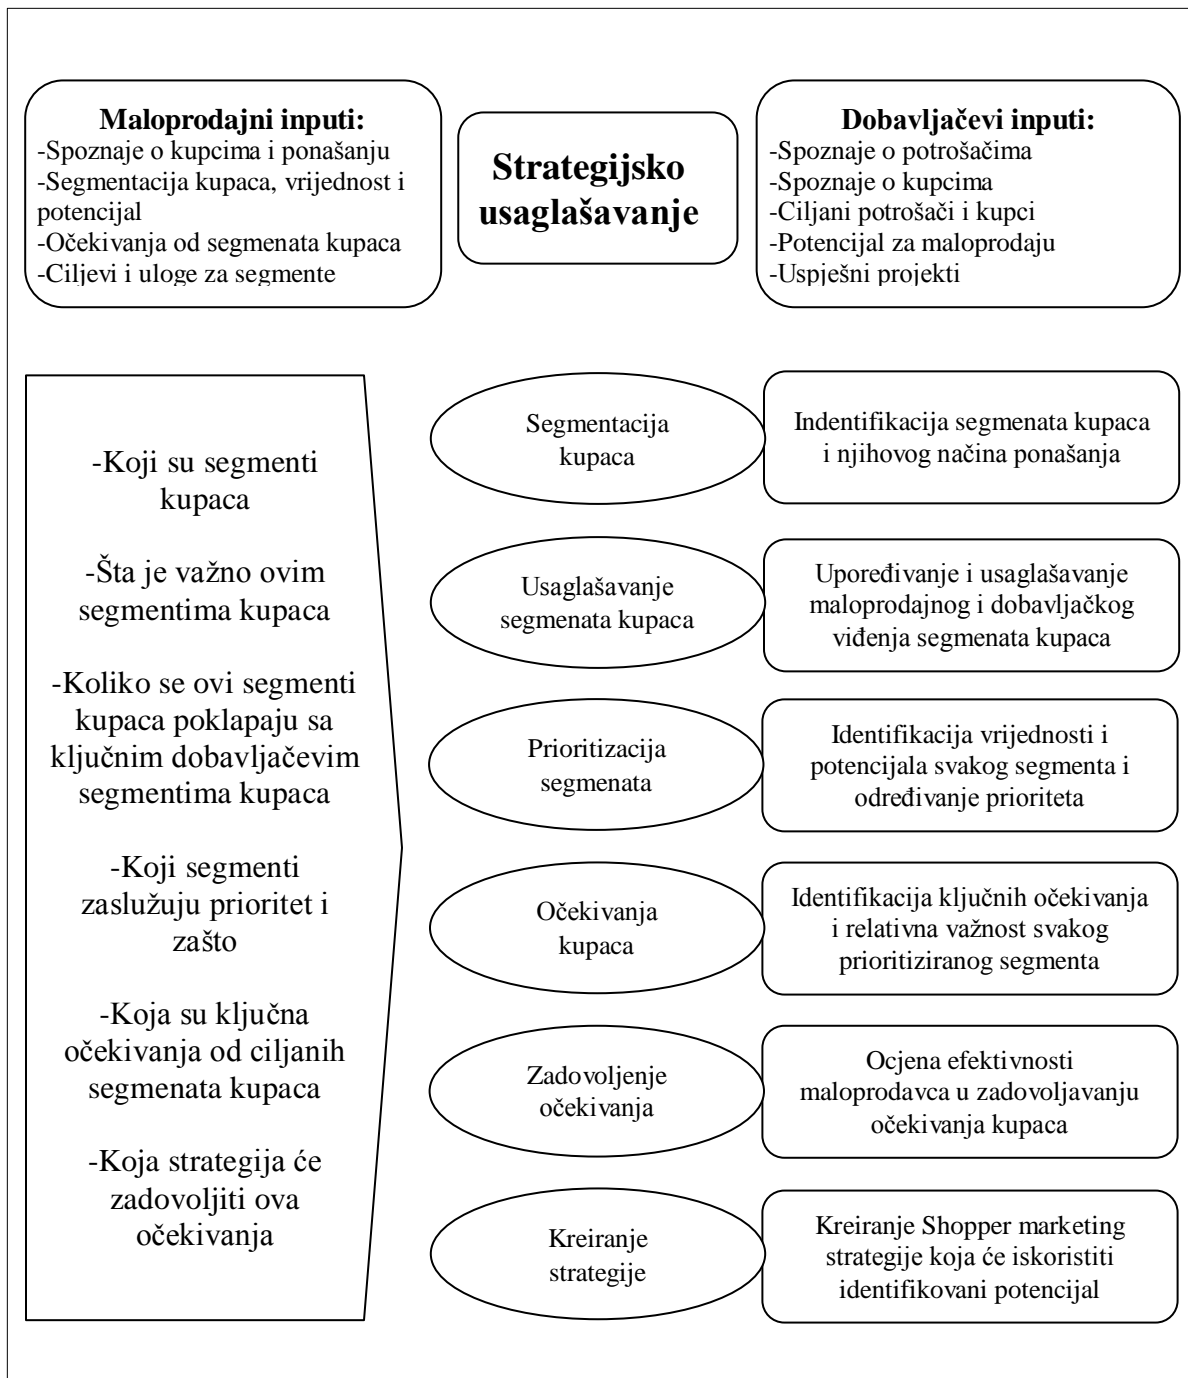 Maloprodajni inputi:
-Spoznaje o kupcima i ponašanju
-Segmentacija kupaca, vrijednost i
potencijal
-Očekivanja od segmenata kupaca
-Ciljevi i uloge za segmente
Strategijsko
usaglašavanje
Dobavljačevi inputi:
-Spoznaje o potrošačima
-Spoznaje o kupcima
-Ciljani potrošači i kupci
-Potencijal za maloprodaju
-Uspješni projekti
-Koji su segmenti
kupaca
-Šta je važno ovim
segmentima kupaca
-Koliko se ovi segmenti
kupaca poklapaju sa
ključnim dobavljačevim
segmentima kupaca
-Koji segmenti
zaslužuju prioritet i
zašto
-Koja su ključna
očekivanja od ciljanih
segmenata kupaca
-Koja strategija će
zadovoljiti ova
očekivanja
Segmentacija
kupaca
Indentifikacija segmenata kupaca
i njihovog načina ponašanja
Usaglašavanje
segmenata kupaca
Upoređivanje i usaglašavanje
maloprodajnog i dobavljačkog
viđenja segmenata kupaca
Prioritizacija
segmenata
Identifikacija vrijednosti i
potencijala svakog segmenta i
određivanje prioriteta
Očekivanja
kupaca
Identifikacija ključnih očekivanja
i relativna važnost svakog
prioritiziranog segmenta
Zadovoljenje
očekivanja
Ocjena efektivnosti
maloprodavca u zadovoljavanju
očekivanja kupaca
Kreiranje
strategije
Kreiranje Shopper marketing
strategije koja će iskoristiti
identifikovani potencijal